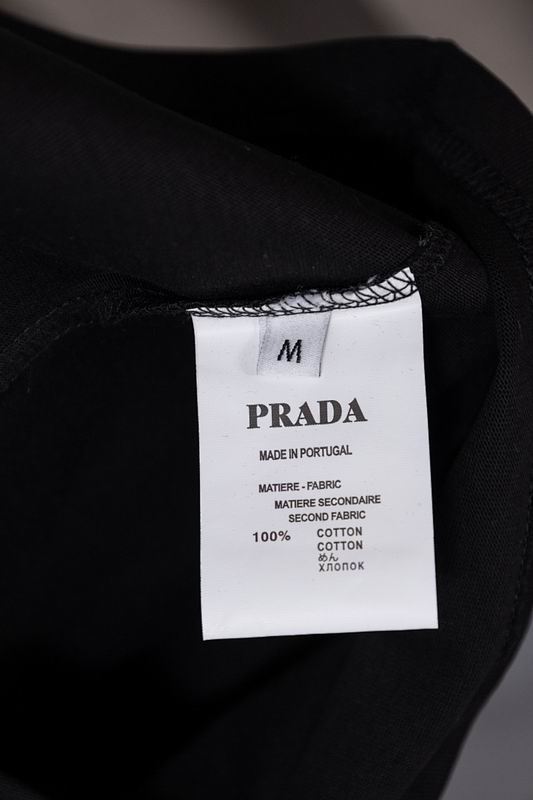 M
PRADA
MADE IN PORTUGAL
MATIERE - FABRIC
MATIERE SECONDAIRE
SECOND FABRIC
100% COTTON
COTTON
めん
ХЛОПОК